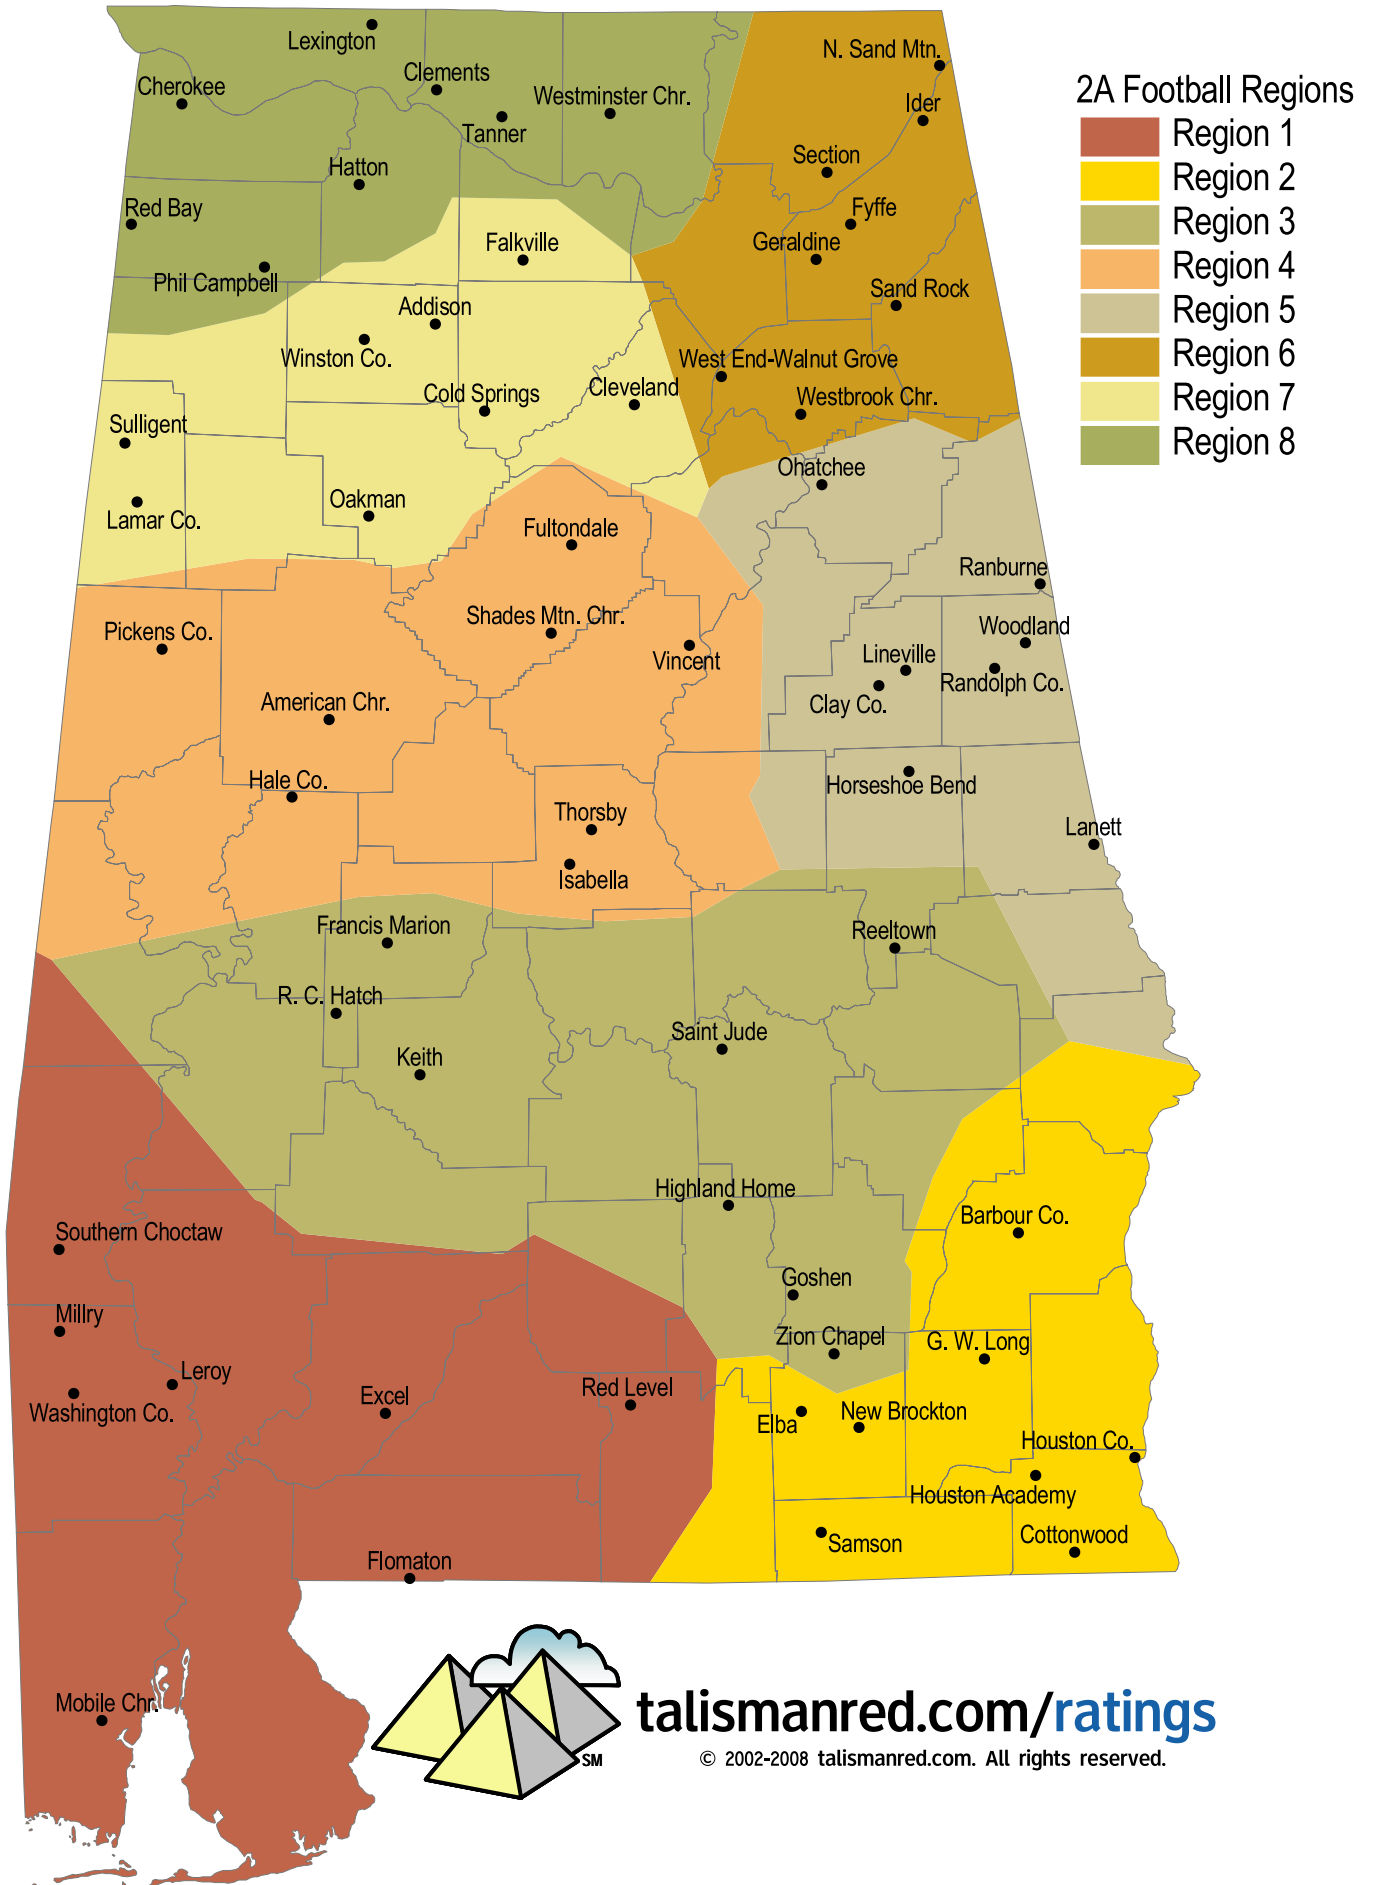 Lexington
N. Sand Mtn.
Clements
Cherokee
Westminster Chr.
Ider
Tanner
Section
Hatton
Red Bay
Fyffe
Falkville
Geraldine
Phil Campbell
Sand Rock
Addison
Winston Co.
West End-Walnut Grove
Cold Springs
Cleveland
Westbrook Chr.
Sulligent
Ohatchee
Oakman
Lamar Co.
Fultondale
Ranburne
Shades Mtn. Chr.
Woodland
Pickens Co.
Lineville
Vincent
Randolph Co.
American Chr.
Clay Co.
Hale Co.
Horseshoe Bend
Thorsby
Lanett
Isabella
Francis Marion
Reeltown
R. C. Hatch
Saint Jude
Keith
Highland Home
Barbour Co.
Southern Choctaw
Goshen
Millry
Zion Chapel
G. W. Long
Leroy
Red Level
Excel
Washington Co.
Elba
New Brockton
Houston Co.
Houston Academy
Cottonwood
Samson
Flomaton
Mobile Chr.
2A Football Regions
Region 1
Region 2
Region 3
Region 4
Region 5
Region 6
Region 7
Region 8
SM
talismanred.com/ratings
© 2002-2008 talismanred.com. All rights reserved.